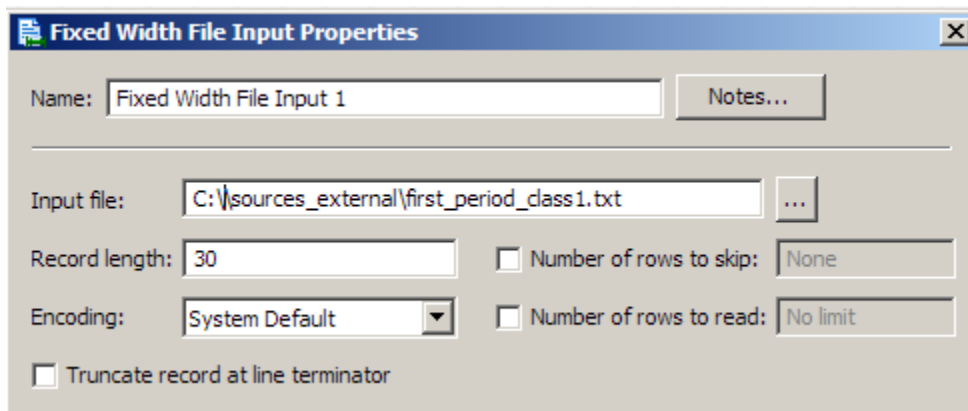 Fixed Width File Input Properties
Name: Fixed Width File Input 1 Notes...
Input file: C:\\sources_external\first_period_class1.txt ...
Record length: 30 Number of rows to skip: None
Encoding: System Default Number of rows to read: No limit
Truncate record at line terminator